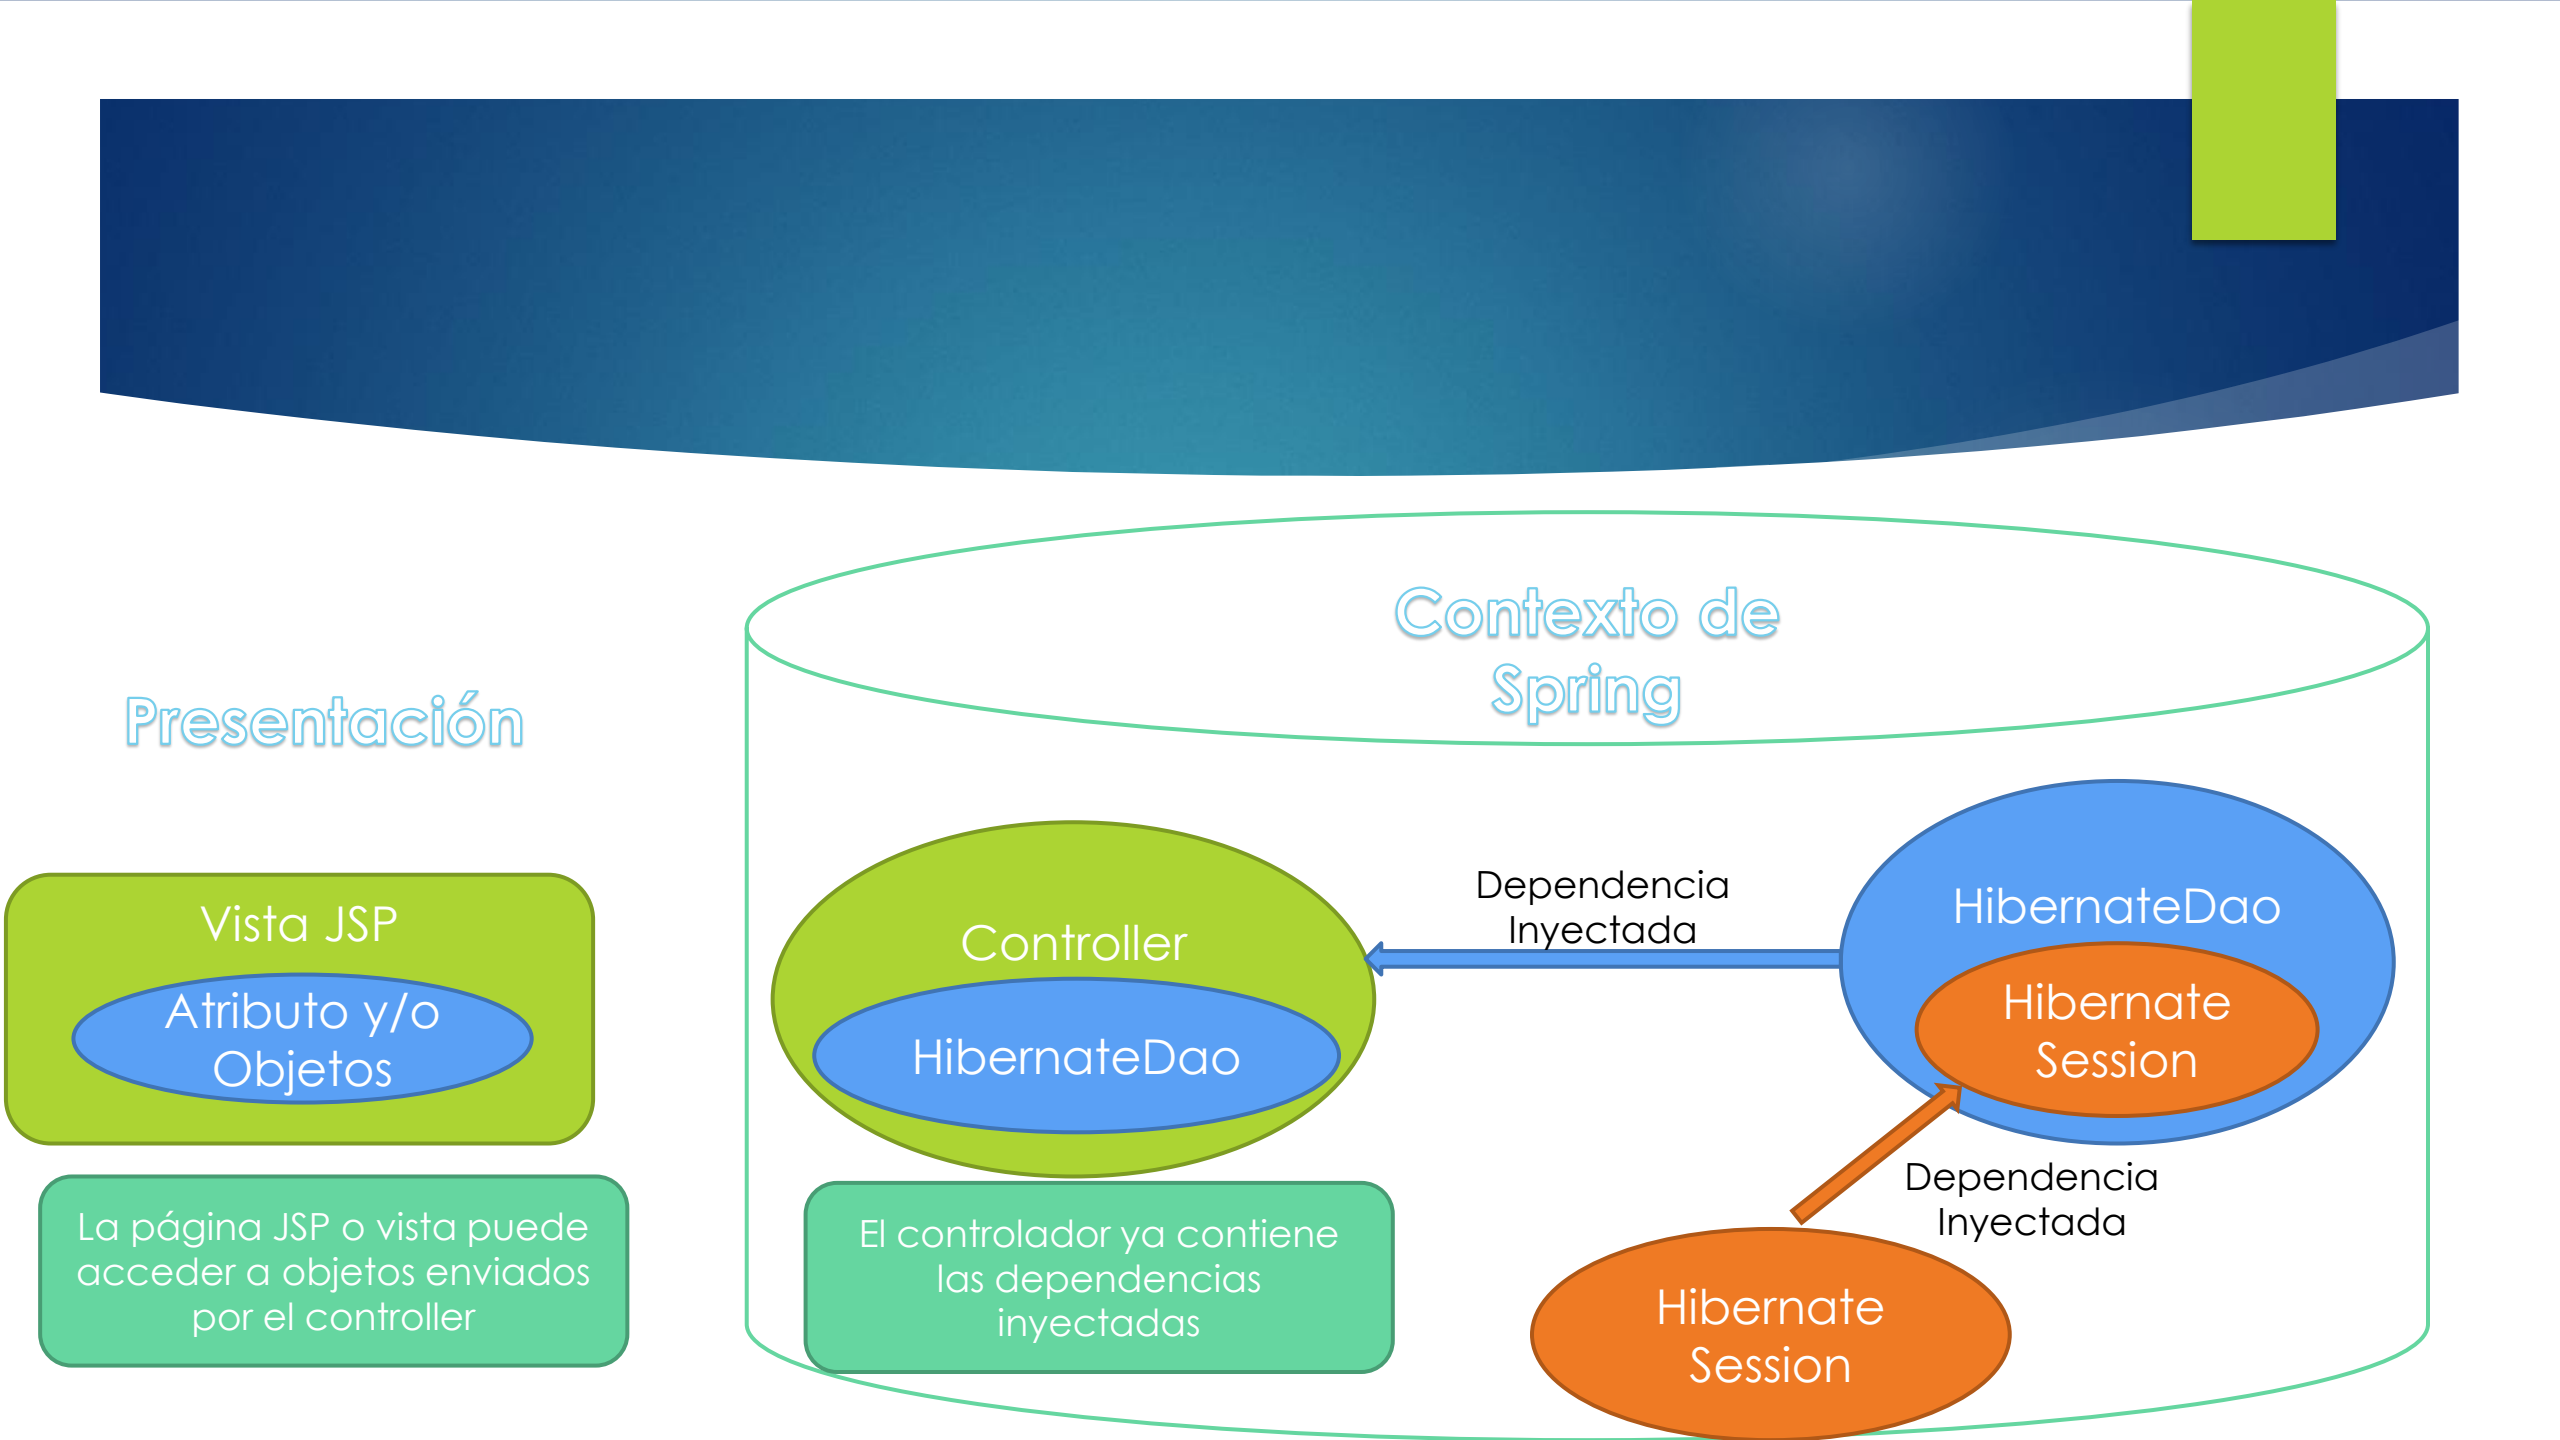 Contexto de
Spring
Presentación
Vista JSP
Atributo y/o
Objetos
La página JSP o vista puede
acceder a objetos enviados
por el controller
Controller
HibernateDao
El controlador ya contiene
las dependencias
inyectadas
Dependencia
Inyectada
HibernateDao
Hibernate
Session
Dependencia
Inyectada
Hibernate
Session